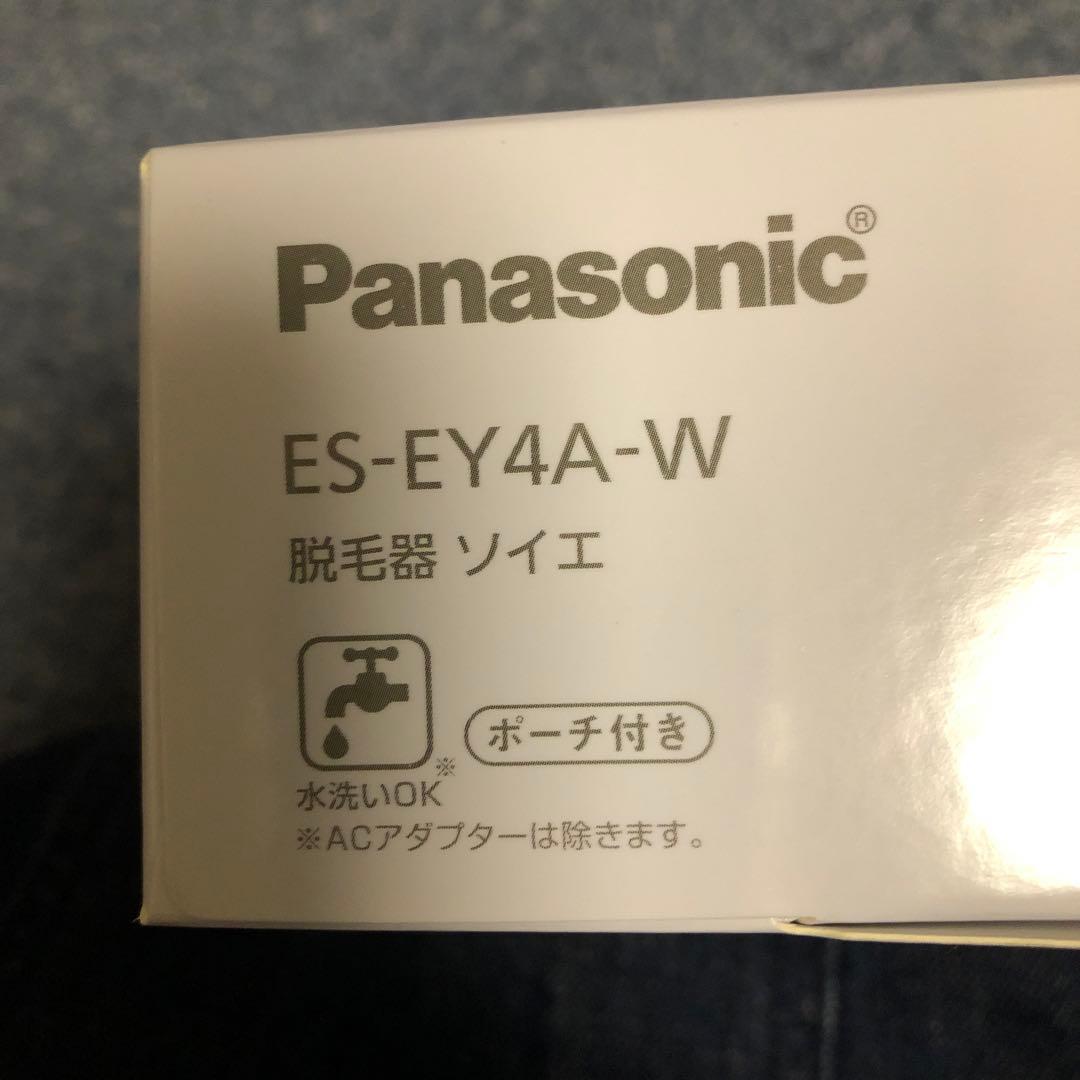 Panasonic®
ES-EY4A-W
脱毛器 ソイエ
ポーチ付き
水洗いOK※
※ACアダプターは除きます。